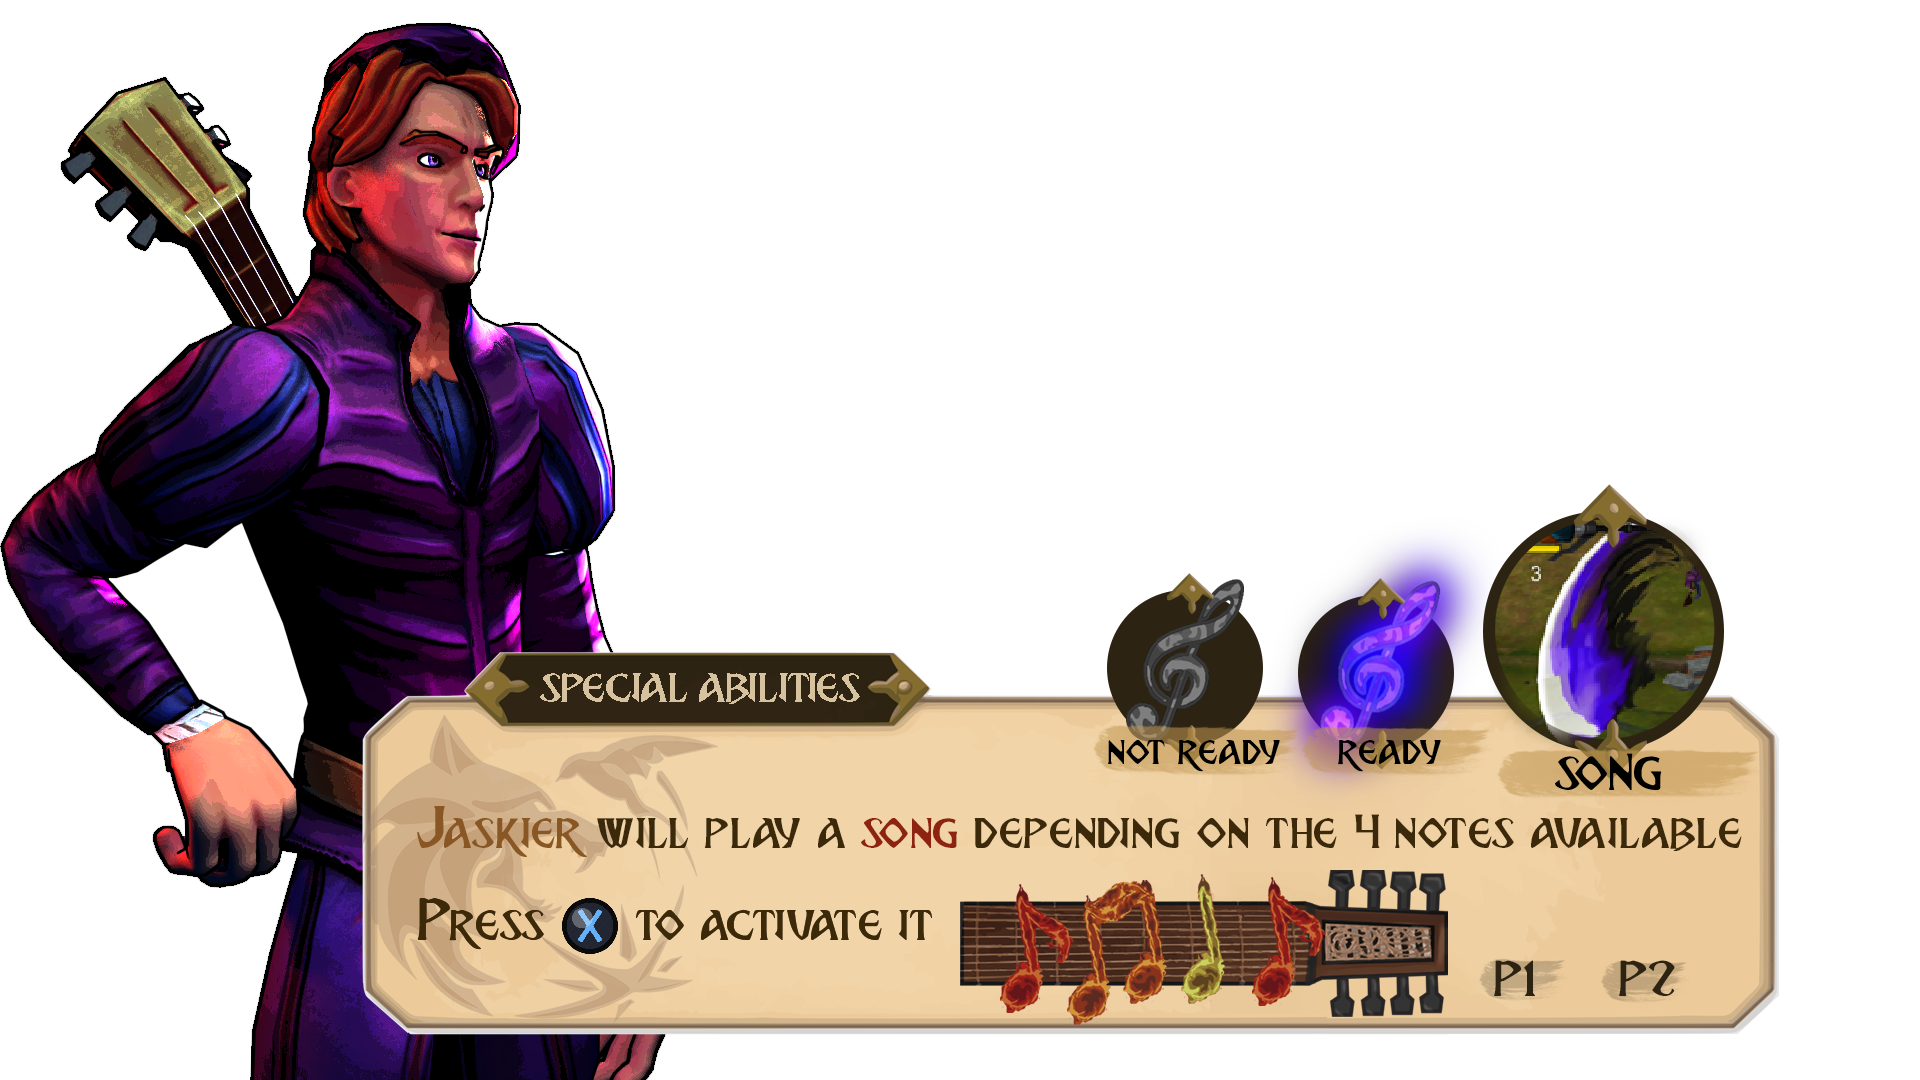 SPECIAL ABILITIES
3
NOT READY
READY
SONG
JASKIER WILL PLAY A SONG DEPENDING ON THE 4 NOTES AVAILABLE
PRESS X TO ACTIVATE IT
P1
P2